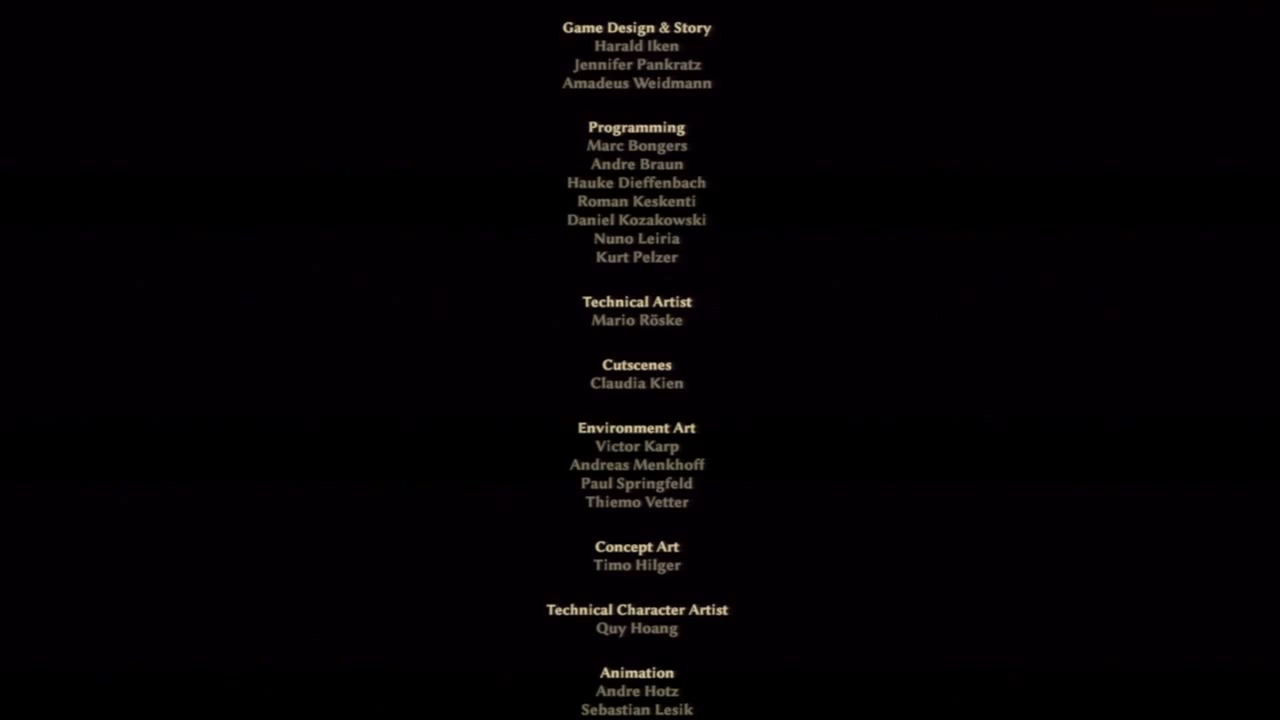 Game Design & Story
Harald Iken
Jennifer Pankratz
Amadeus Weidmann
Programming
Marc Bongers
Andre Braun
Hauke Dieffenbach
Roman Keskenti
Daniel Kozakowski
Nuno Leiria
Kurt Pelzer
Technical Artist
Mario Röske
Cutscenes
Claudia Kien
Environment Art
Victor Karp
Andreas Menkhoff
Paul Springfeld
Thiemo Vetter
Concept Art
Timo Hilger
Technical Character Artist
Quy Hoang
Animation
Andre Hotz
Sebastian Lesik